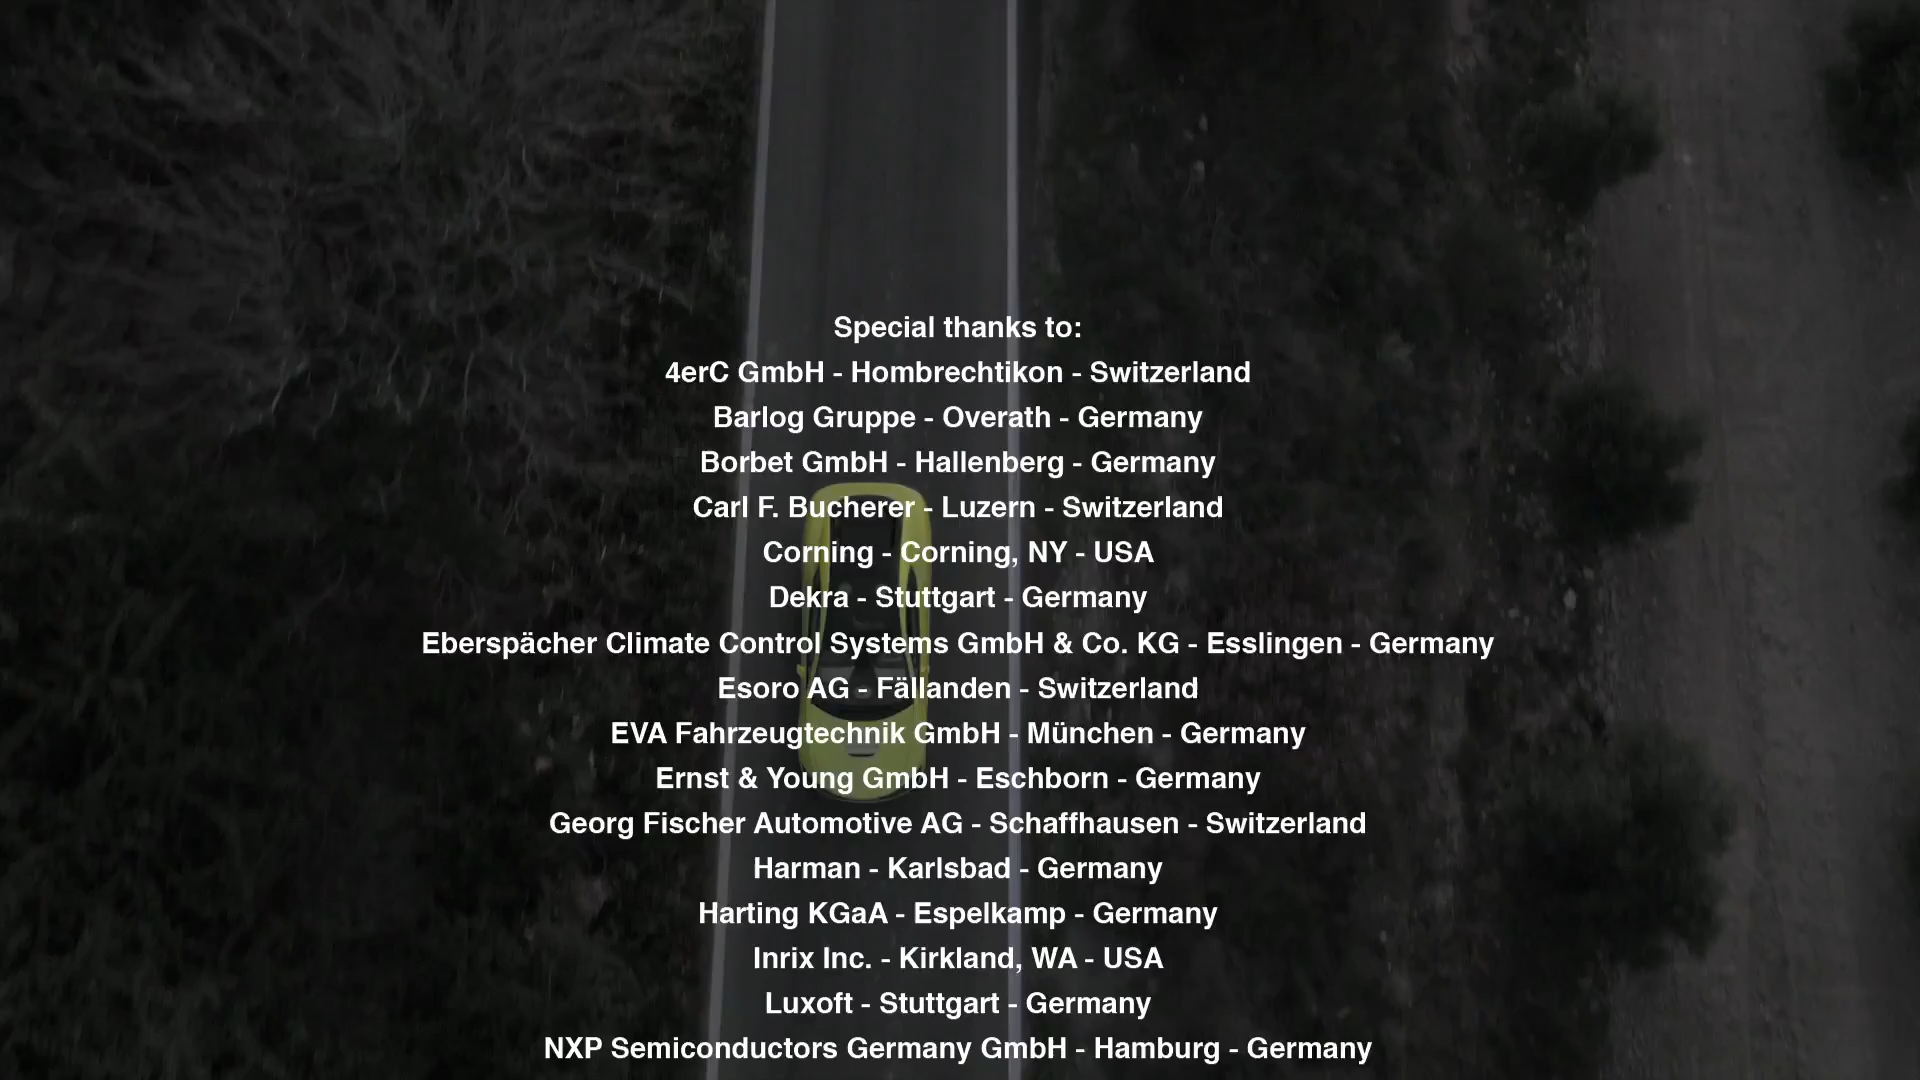 Special thanks to:
4erC GmbH - Hombrechtikon - Switzerland
Barlog Gruppe - Overath - Germany
Borbet GmbH - Hallenberg - Germany
Carl F. Bucherer - Luzern - Switzerland
Corning - Corning, NY - USA
Dekra - Stuttgart - Germany
Eberspächer Climate Control Systems GmbH & Co. KG - Esslingen - Germany
Esoro AG - Fällanden - Switzerland
EVA Fahrzeugtechnik GmbH - München - Germany
Ernst & Young GmbH - Eschborn - Germany
Georg Fischer Automotive AG - Schaffhausen - Switzerland
Harman - Karlsbad - Germany
Harting KGaA - Espelkamp - Germany
Inrix Inc. - Kirkland, WA - USA
Luxoft - Stuttgart - Germany
NXP Semiconductors Germany GmbH - Hamburg - Germany